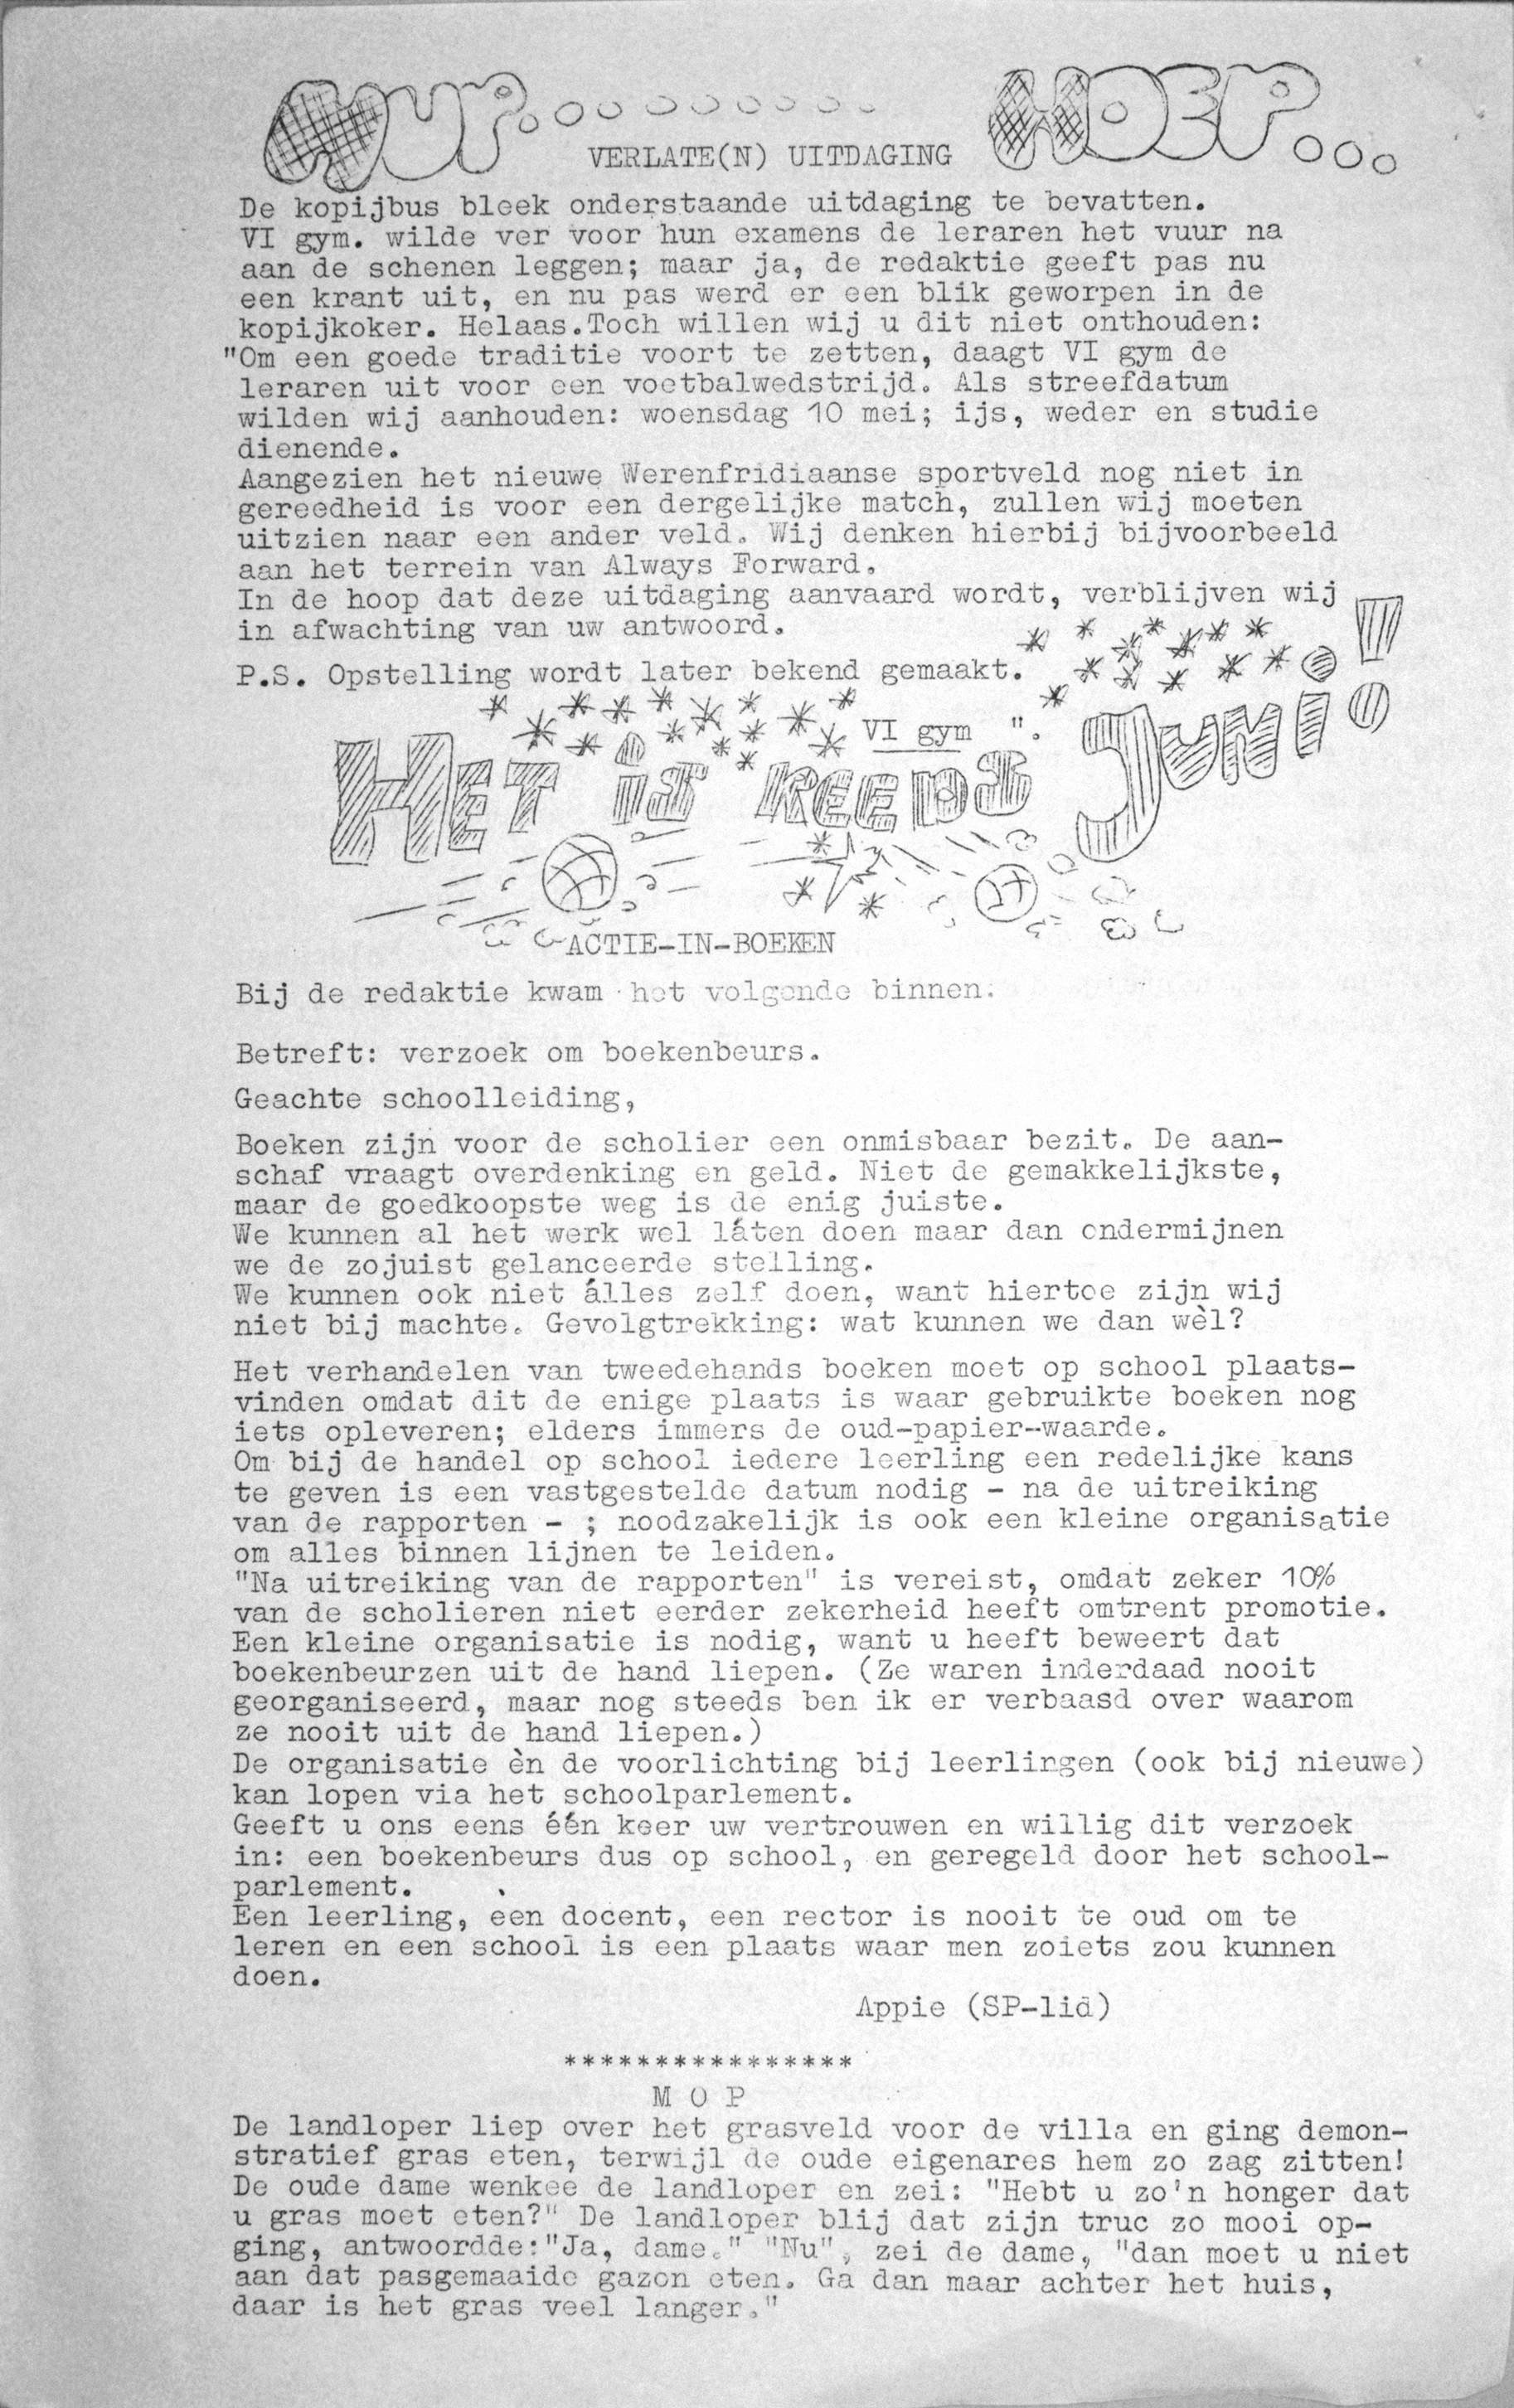 HUP......... HOEP...
VERLATE(N) UITDAGING
De kopijbus bleek onderstaande uitdaging te bevatten.
VI gym. wilde ver voor hun examens de leraren het vuur na
aan de schenen leggen; maar ja, de redaktie geeft pas nu
een krant uit, en nu pas werd er een blik geworpen in de
kopijkoker. Helaas.Toch willen wij u dit niet onthouden:
"Om een goede traditie voort te zetten, daagt VI gym de
leraren uit voor een voetbalwedstrijd. Als streefdatum
wilden wij aanhouden: woensdag 10 mei; ijs, weder en studie
dienende.
Aangezien het nieuwe Werenfridiaanse sportveld nog niet in
gereedheid is voor een dergelijke match, zullen wij moeten
uitzien naar een ander veld. Wij denken hierbij bijvoorbeeld
aan het terrein van Always Forward.
In de hoop dat deze uitdaging aanvaard wordt, verblijven wij
in afwachting van uw antwoord.
P.S. Opstelling wordt later bekend gemaakt.
VI gym ".
HET is REEDS JUNI!!
ACTIE-IN-BOEKEN
Bij de redaktie kwam het volgende binnen:
Betreft: verzoek om boekenbeurs.
Geachte schoolleiding,
Boeken zijn voor de scholier een onmisbaar bezit. De aan-
schaf vraagt overdenking en geld. Niet de gemakkelijkste,
maar de goedkoopste weg is de enig juiste.
We kunnen al het werk wel láten doen maar dan ondermijnen
we de zojuist gelanceerde stelling.
We kunnen ook niet álles zelf doen, want hiertoe zijn wij
niet bij machte. Gevolgtrekking: wat kunnen we dan wèl?
Het verhandelen van tweedehands boeken moet op school plaats-
vinden omdat dit de enige plaats is waar gebruikte boeken nog
iets opleveren; elders immers de oud-papier-waarde.
Om bij de handel op school iedere leerling een redelijke kans
te geven is een vastgestelde datum nodig - na de uitreiking
van de rapporten - ; noodzakelijk is ook een kleine organisatie
om alles binnen lijnen te leiden.
"Na uitreiking van de rapporten" is vereist, omdat zeker 10%
van de scholieren niet eerder zekerheid heeft omtrent promotie.
Een kleine organisatie is nodig, want u heeft beweert dat
boekenbeurzen uit de hand liepen. (Ze waren inderdaad nooit
georganiseerd, maar nog steeds ben ik er verbaasd over waarom
ze nooit uit de hand liepen.)
De organisatie èn de voorlichting bij leerlingen (ook bij nieuwe)
kan lopen via het schoolparlement.
Geeft u ons eens één keer uw vertrouwen en willig dit verzoek
in: een boekenbeurs dus op school, en geregeld door het school-
parlement.
Een leerling, een docent, een rector is nooit te oud om te
leren en een school is een plaats waar men zoiets zou kunnen
doen.
Appie (SP-lid)
****************
M O P
De landloper liep over het grasveld voor de villa en ging demon-
stratief gras eten, terwijl de oude eigenares hem zo zag zitten!
De oude dame wenkee de landloper en zei: "Hebt u zo'n honger dat
u gras moet eten?" De landloper blij dat zijn truc zo mooi op-
ging, antwoordde:"Ja, dame." "Nu", zei de dame, "dan moet u niet
aan dat pasgemaaide gazon eten. Ga dan maar achter het huis,
daar is het gras veel langer."